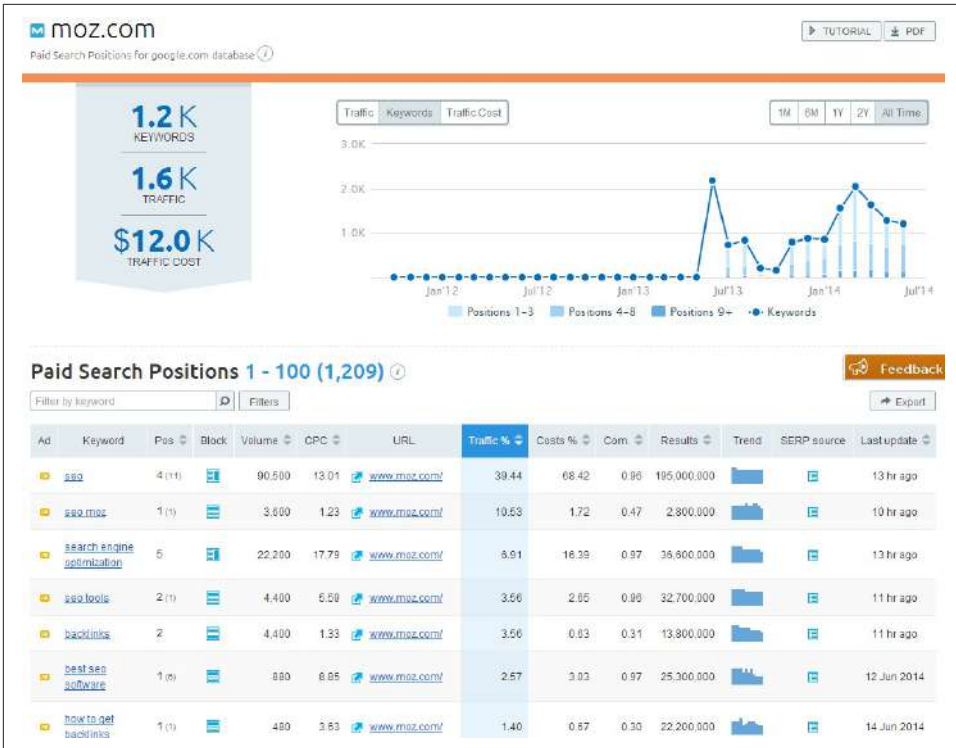 moz.com
TUTORIAL PDF
Paid Search Positions for google.com database
1.2 K
KEYWORDS
1.6 K
TRAFFIC
$12.0 K
TRAFFIC COST
Traffic Keywords Traffic Cost
1M 6M 1Y 2Y All Time
3.0K
2.0K
1.0K
Jan'12 Jul'12 Jan'13 Jul'13 Jan'14 Jul'14
Positions 1-3 Positions 4-8 Positions 9+ Keywords
Paid Search Positions 1 - 100 (1,209)
Feedback
Filter by keyword Filters Export
Ad Keyword Pos Block Volume CPC URL Traffic % Costs % Com. Results Trend SERP source Last update
seo 4 (11) 90,500 13.01 www.moz.com/ 39.44 68.42 0.96 195,000,000 13 hr ago
seo moz 1 (1) 3,600 1.23 www.moz.com/ 10.53 1.72 0.47 2,800,000 10 hr ago
search engine
optimization 5 22,200 17.79 www.moz.com/ 6.91 16.39 0.97 36,600,000 13 hr ago
seo tools 2 (1) 4,400 5.59 www.moz.com/ 3.56 2.65 0.96 32,700,000 11 hr ago
backlinks 2 4,400 1.33 www.moz.com/ 3.56 0.63 0.31 13,800,000 11 hr ago
best seo
software 1 (6) 880 8.85 www.moz.com/ 2.57 3.03 0.97 25,300,000 12 Jun 2014
how to get
backlinks 1 (1) 480 3.63 www.moz.com/ 1.40 0.67 0.30 22,200,000 14 Jun 2014